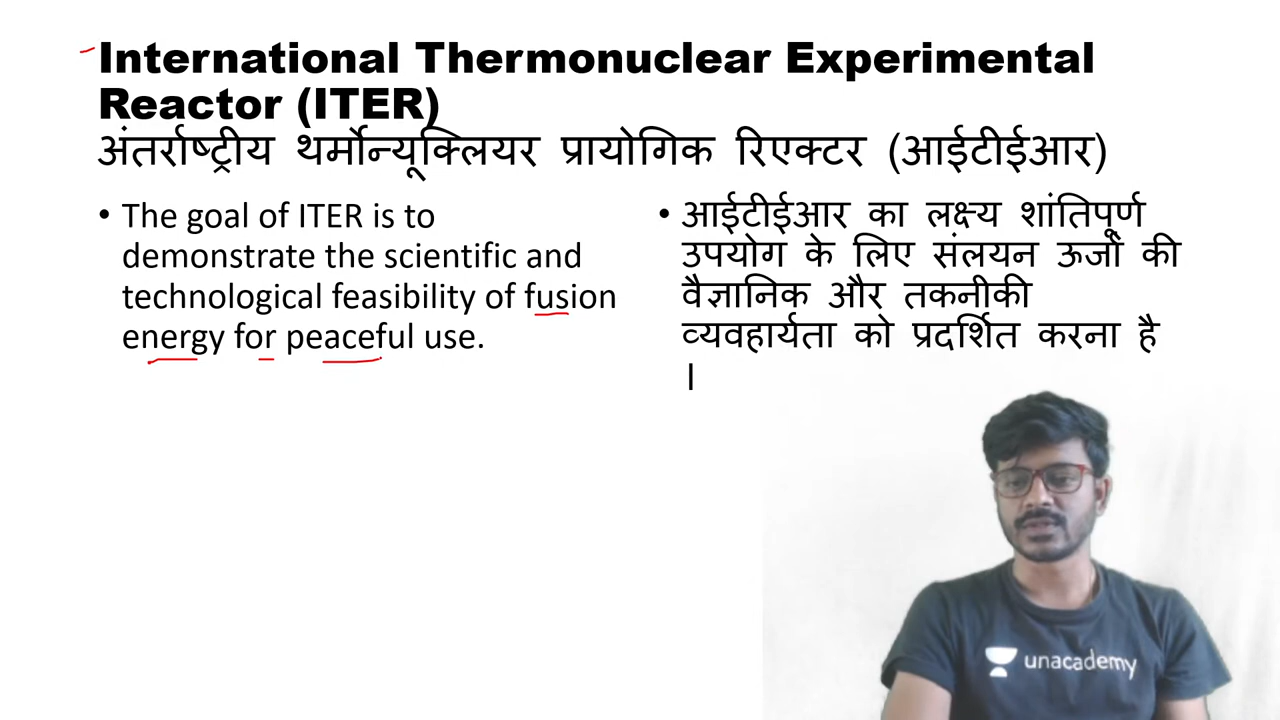 International Thermonuclear Experimental
Reactor (ITER)
अंतर्राष्ट्रीय थर्मोन्यूक्लियर प्रायोगिक रिएक्टर (आईटीईआर)
• The goal of ITER is to
demonstrate the scientific and
technological feasibility of fusion
energy for peaceful use.
• आईटीईआर का लक्ष्य शांतिपूर्ण
उपयोग के लिए संलयन ऊर्जा की
वैज्ञानिक और तकनीकी
व्यवहार्यता को प्रदर्शित करना है
।
unacademy